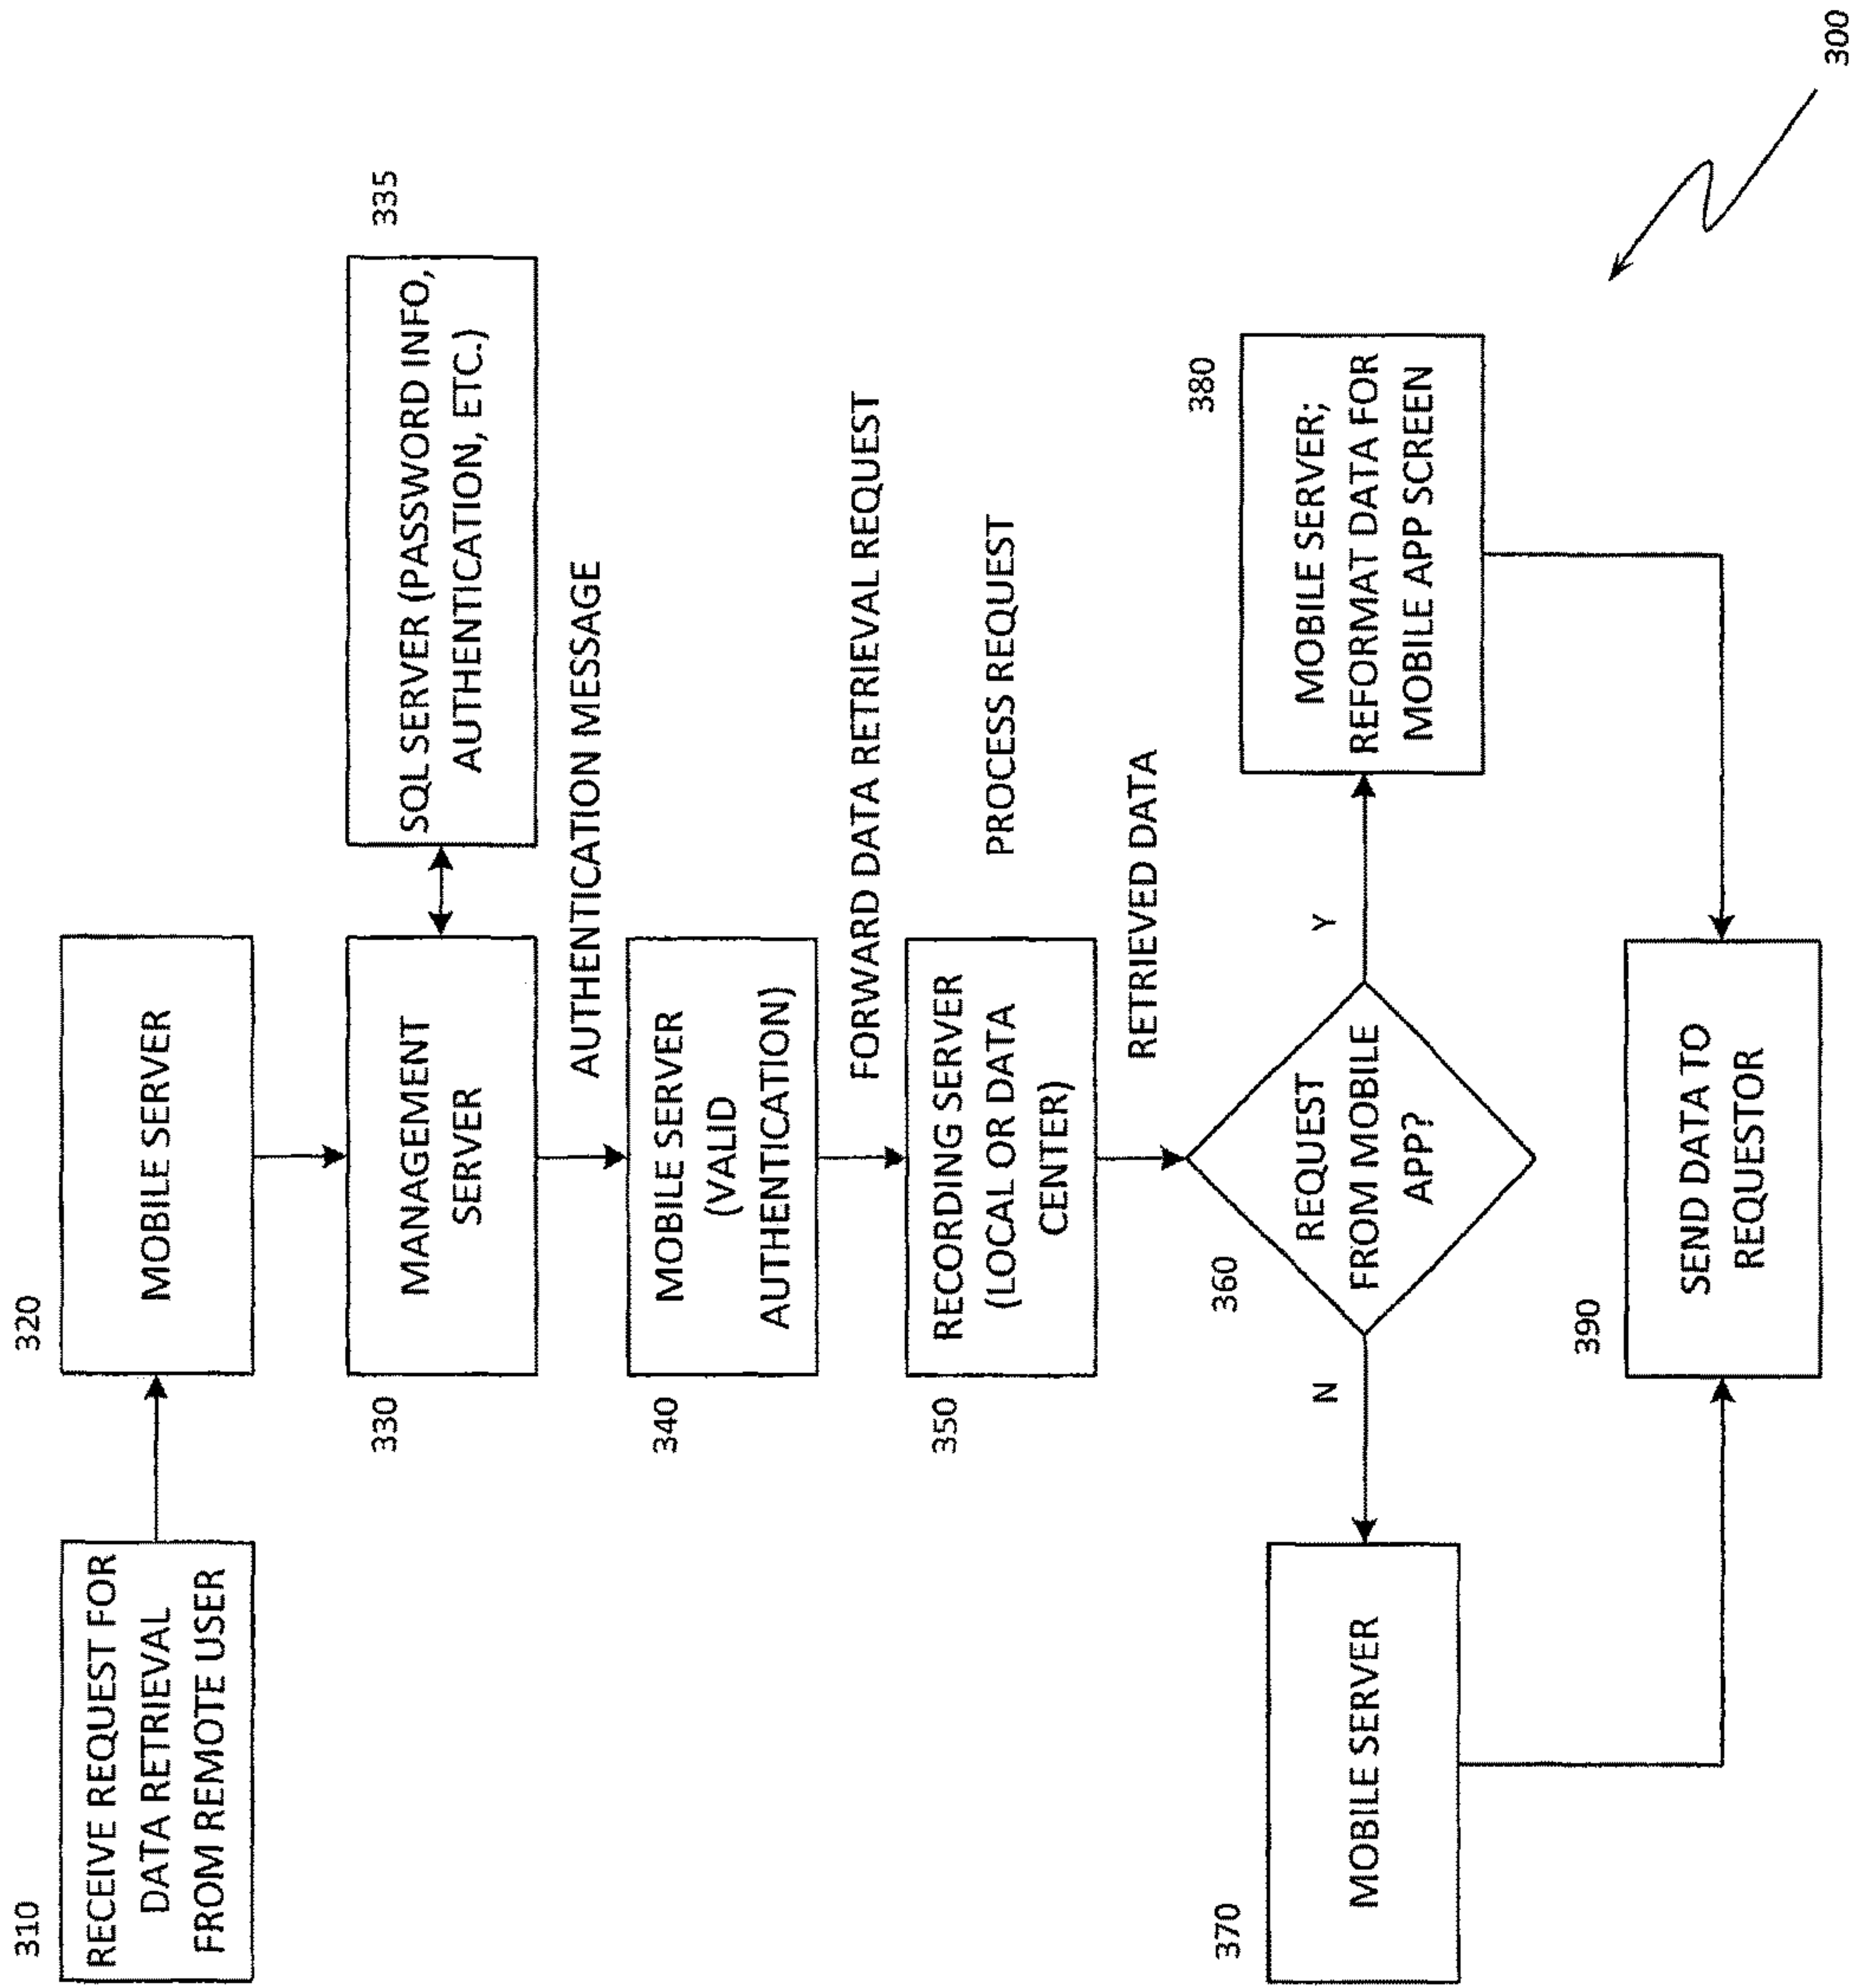 310
RECEIVE REQUEST FOR
DATA RETRIEVAL
FROM REMOTE USER
320
MOBILE SERVER
330
MANAGEMENT
SERVER
335
SQL SERVER (PASSWORD INFO,
AUTHENTICATION, ETC.)
AUTHENTICATION MESSAGE
340
MOBILE SERVER
(VALID
AUTHENTICATION)
FORWARD DATA RETRIEVAL REQUEST
350
RECORDING SERVER
(LOCAL OR DATA
CENTER)
PROCESS REQUEST
RETRIEVED DATA
360
REQUEST
FROM MOBILE
APP?
N
Y
370
MOBILE SERVER
380
MOBILE SERVER;
REFORMAT DATA FOR
MOBILE APP SCREEN
390
SEND DATA TO
REQUESTOR
300